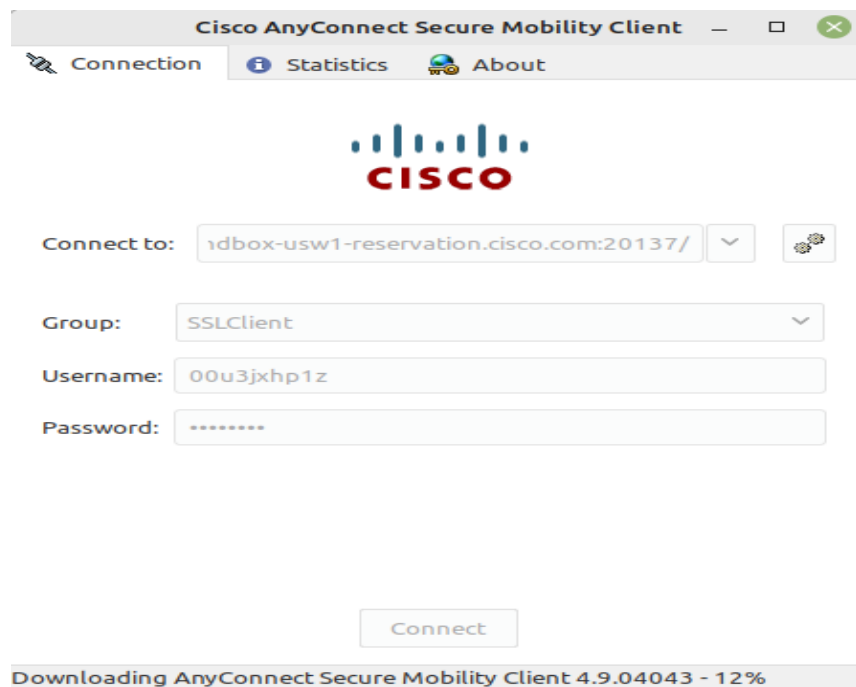 Cisco AnyConnect Secure Mobility Client
Connection Statistics About
CISCO
Connect to: ndbox-usw1-reservation.cisco.com:20137/
Group: SSLClient
Username: 00u3jxhp1z
Password: ••••••••
Connect
Downloading AnyConnect Secure Mobility Client 4.9.04043 - 12%